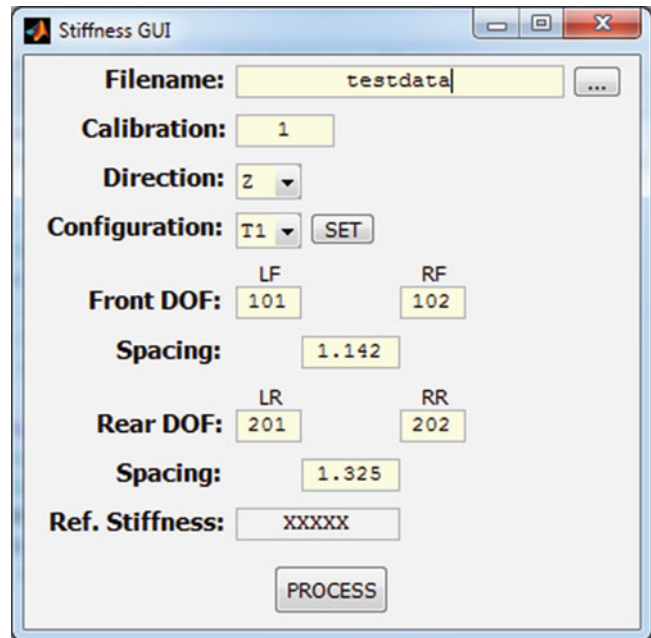 Stiffness GUI
Filename: testdata ...
Calibration: 1
Direction: Z
Configuration: T1 SET
LF RF
Front DOF: 101 102
Spacing: 1.142
LR RR
Rear DOF: 201 202
Spacing: 1.325
Ref. Stiffness: XXXXX
PROCESS